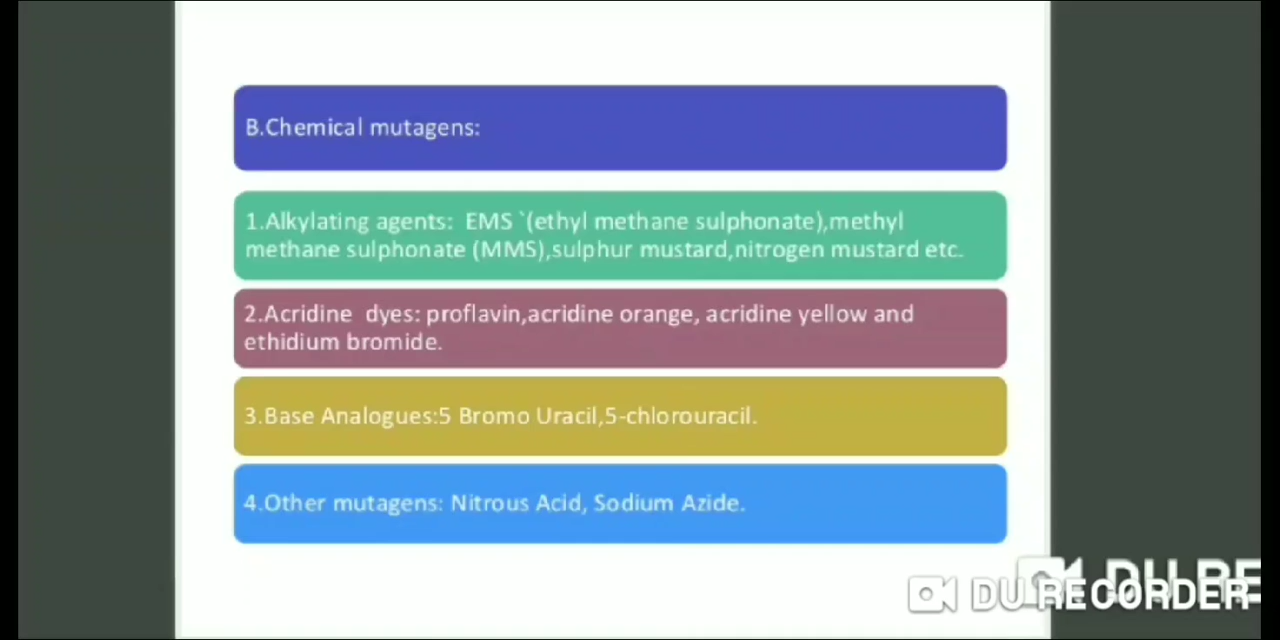 B.Chemical mutagens:
1.Alkylating agents:  EMS `(ethyl methane sulphonate),methyl
methane sulphonate (MMS),sulphur mustard,nitrogen mustard etc.
2.Acridine  dyes: proflavin,acridine orange, acridine yellow and
ethidium bromide.
3.Base Analogues:5 Bromo Uracil,5-chlorouracil.
4.Other mutagens: Nitrous Acid, Sodium Azide.
DU RE
DU RECORDER